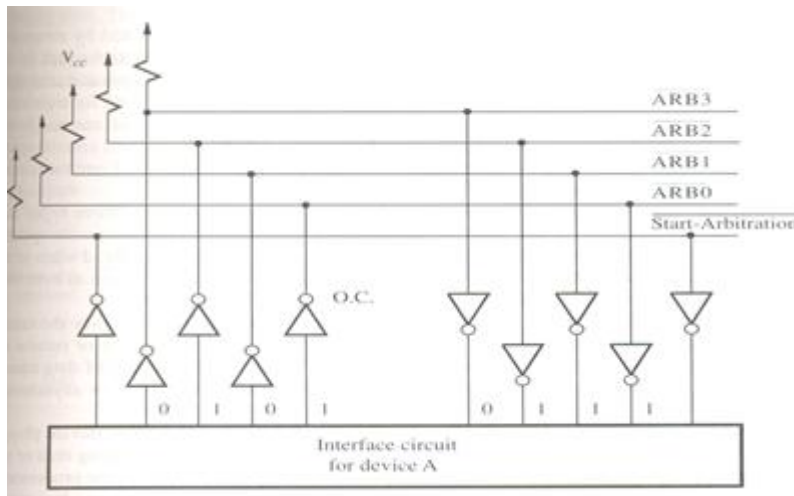 Vcc
ARB3
ARB2
ARB1
ARB0
Start-Arbitration
O.C.
0 1 0 1 0 1 1 1
Interface circuit
for device A